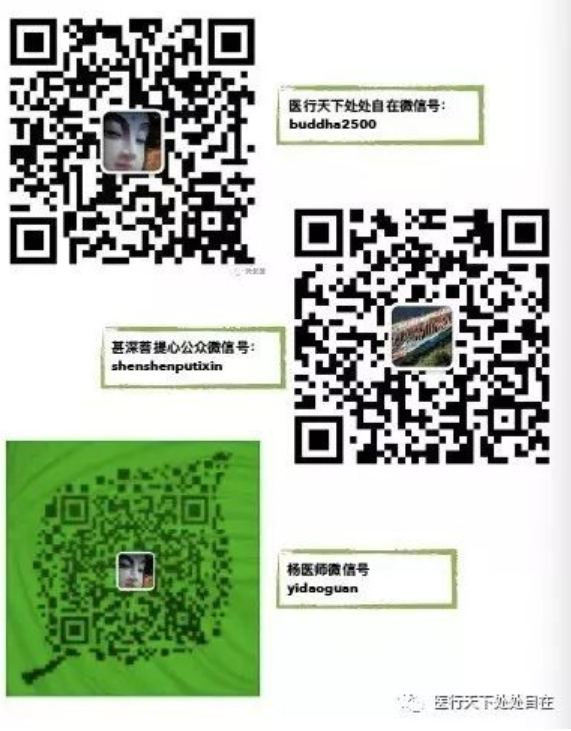 医行天下处处自在微信号：
buddha2500
甚深菩提心公众微信号：
shenshenputixin
杨医师微信号
yidaoguan
医行天下处处自在